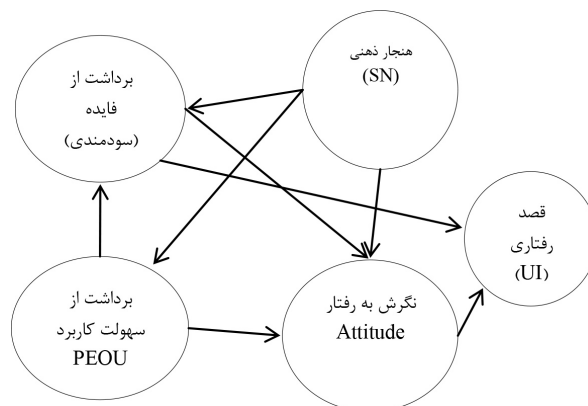 هنجار ذهنی
(SN)
برداشت از
فایده
(سودمندی)
قصد
رفتاری
(UI)
برداشت از
سهولت کاربرد
PEOU
نگرش به رفتار
Attitude